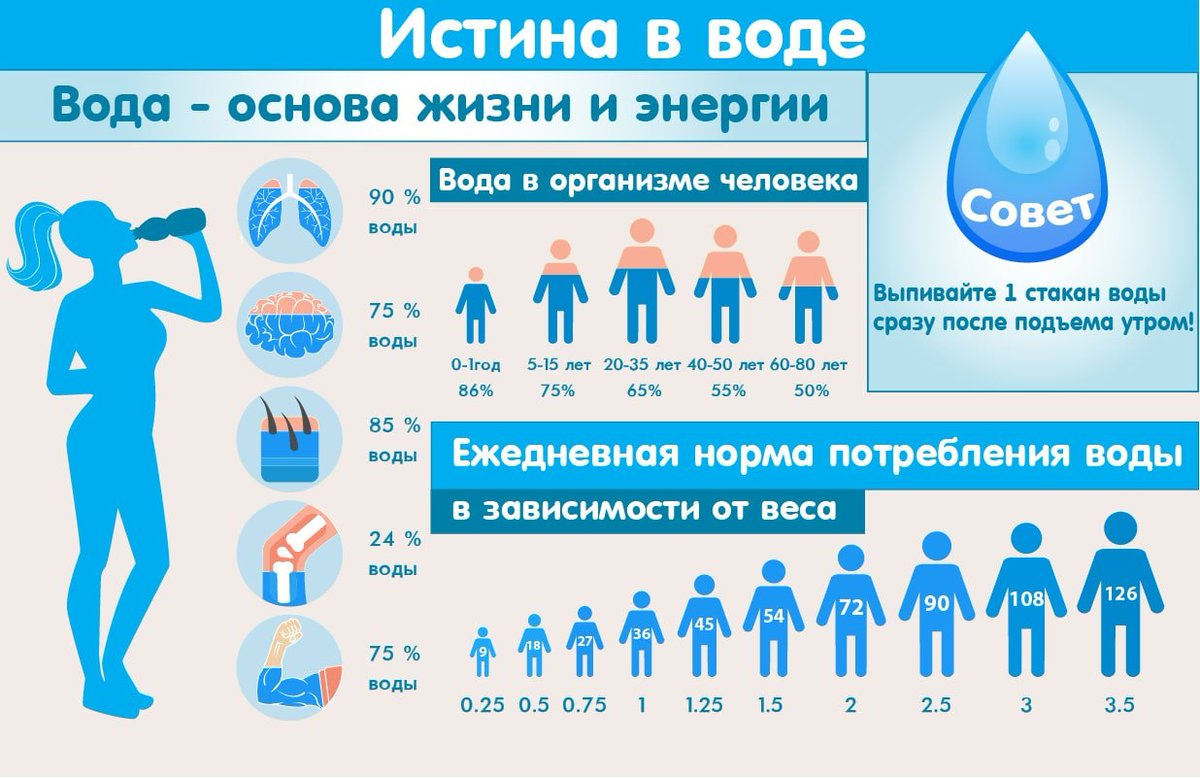 Истина в воде
Вода - основа жизни и энергии
90 %
воды
75 %
воды
85 %
воды
24 %
воды
75 %
воды
Вода в организме человека
0-1год 5-15 лет 20-35 лет 40-50 лет 60-80 лет
86% 75% 65% 55% 50%
Совет
Выпивайте 1 стакан воды
сразу после подъема утром!
Ежедневная норма потребления воды
в зависимости от веса
9 18 27 36 45 54 72 90 108 126
0.25 0.5 0.75 1 1.25 1.5 2 2.5 3 3.5